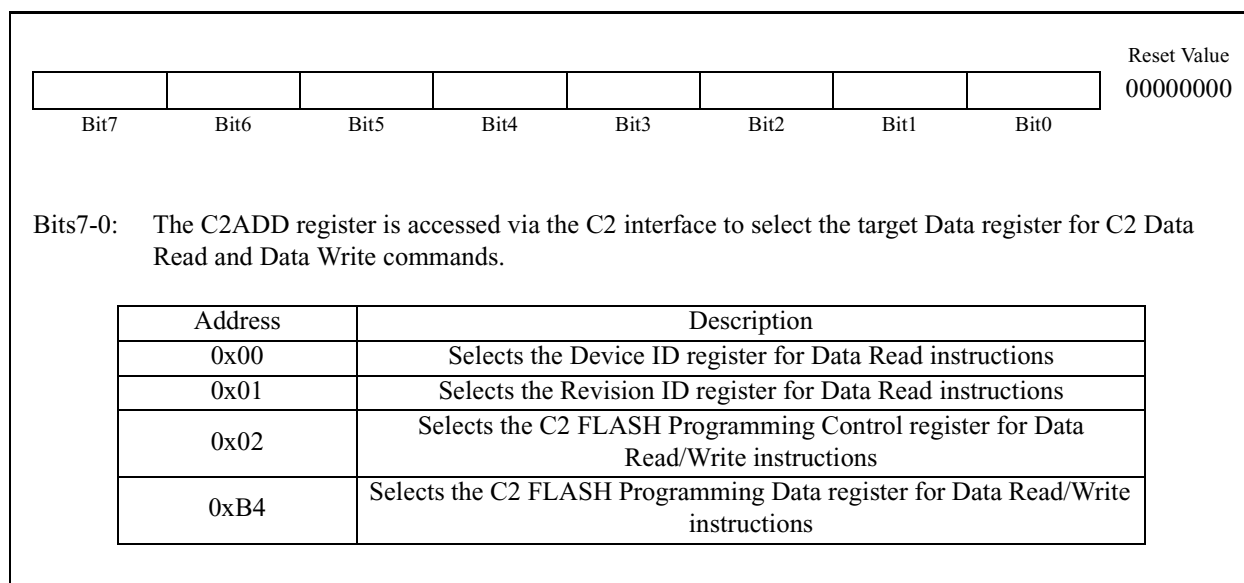 Reset Value
00000000
Bit7 Bit6 Bit5 Bit4 Bit3 Bit2 Bit1 Bit0
Bits7-0: The C2ADD register is accessed via the C2 interface to select the target Data register for C2 Data
Read and Data Write commands.
Address Description
0x00 Selects the Device ID register for Data Read instructions
0x01 Selects the Revision ID register for Data Read instructions
0x02 Selects the C2 FLASH Programming Control register for Data
Read/Write instructions
0xB4 Selects the C2 FLASH Programming Data register for Data Read/Write
instructions